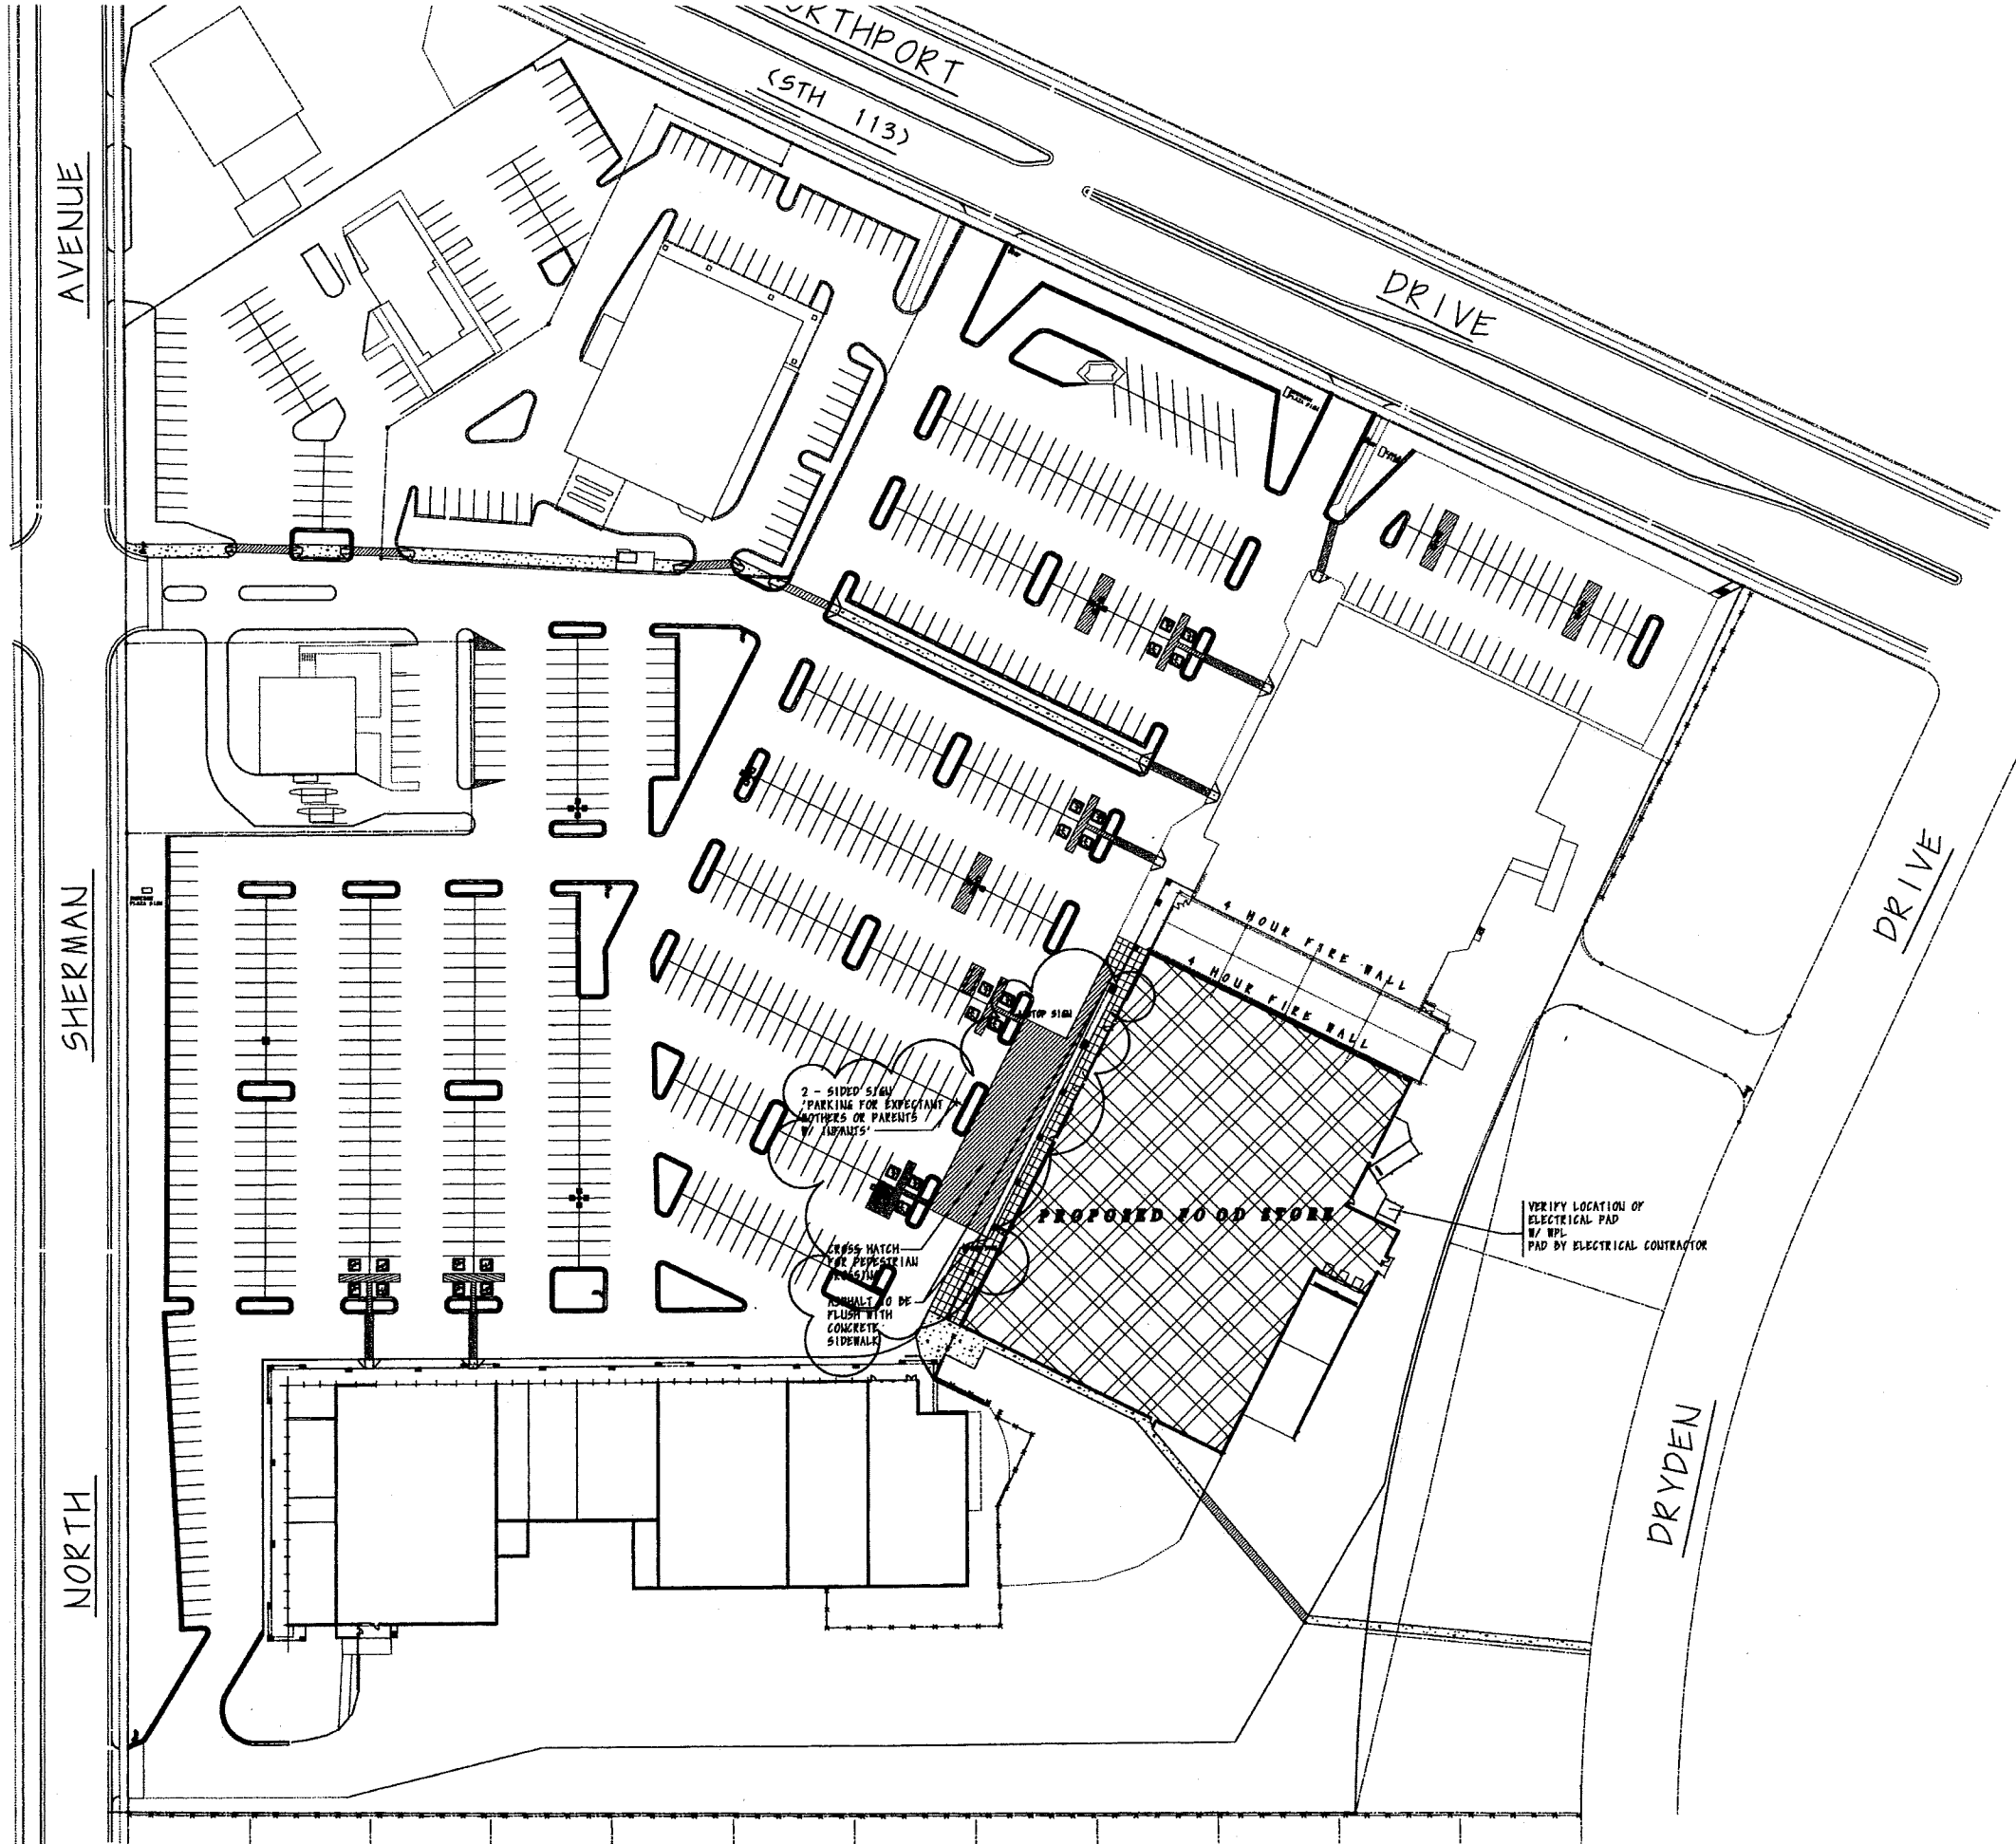 (STH 113)
DRIVE
AVENUE
SHERMAN
NORTH
DRIVE
DRYDEN
4 HOUR FIRE WALL
4 HOUR FIRE WALL
STOP SIGN
2 - SIDED SIGN
'PARKING FOR EXPECTANT
MOTHERS OR PARENTS
W/ INFANTS'
PROPOSED FOOD STORE
CROSS HATCH
FOR PEDESTRIAN
CROSSING
ASPHALT TO BE
FLUSH WITH
CONCRETE
SIDEWALK
VERIFY LOCATION OF
ELECTRICAL PAD
W/ WPL
PAD BY ELECTRICAL CONTRACTOR